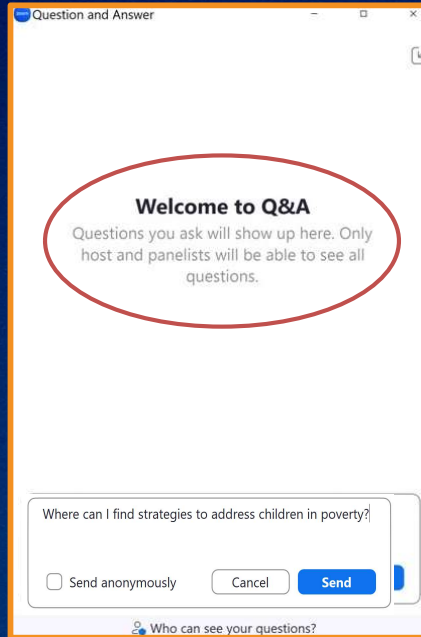 Question and Answer
Welcome to Q&A
Questions you ask will show up here. Only
host and panelists will be able to see all
questions.
Where can I find strategies to address children in poverty?
Send anonymously
Cancel
Send
Who can see your questions?